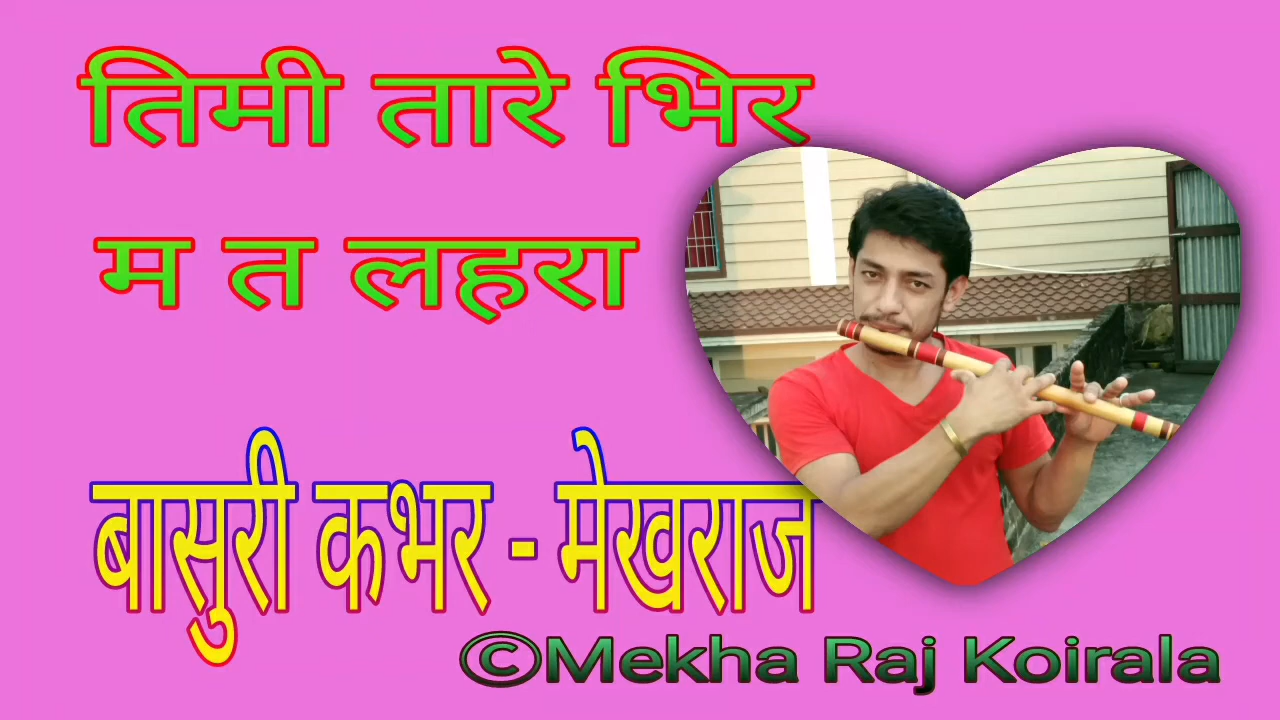 तिमी तारे भिर
म त लहरा
बासुरी कभर - मेखराज
©Mekha Raj Koirala